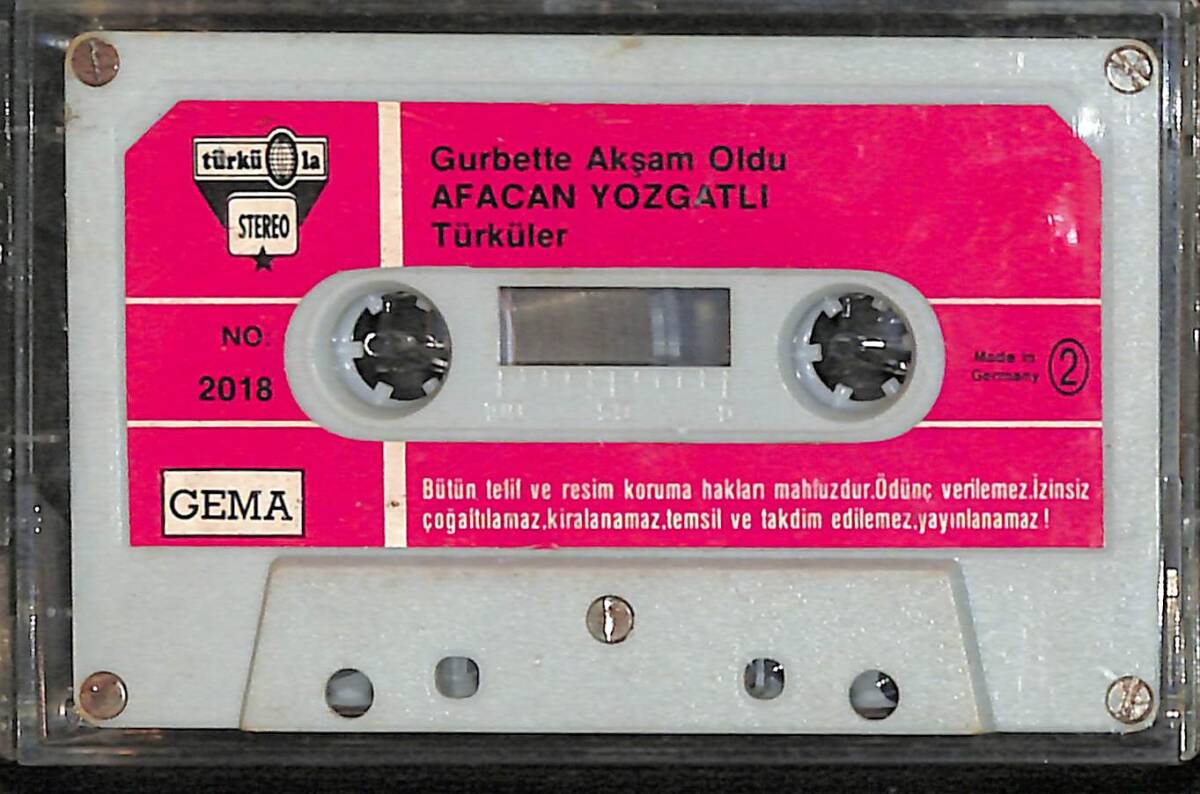 türkü la
STEREO
Gurbette Akşam Oldu
AFACAN YOZGATLI
Türküler
NO:
2018
Made in
Germany
2
GEMA
Bütün telif ve resim koruma hakları mahfuzdur.Ödünç verilemez.İzinsiz
çoğaltılamaz,kiralanamaz,temsil ve takdim edilemez,yayınlanamaz!